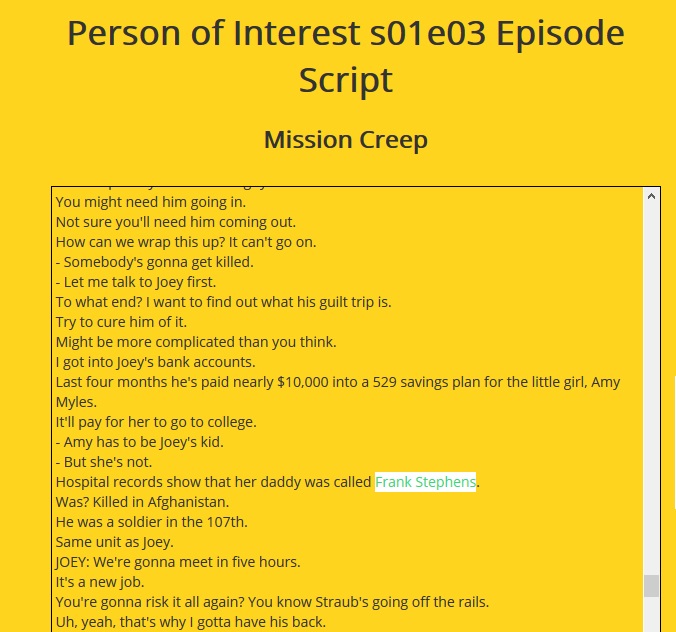 Person of Interest s01e03 Episode
Script
Mission Creep
You might need him going in.
Not sure you'll need him coming out.
How can we wrap this up? It can't go on.
- Somebody's gonna get killed.
- Let me talk to Joey first.
To what end? I want to find out what his guilt trip is.
Try to cure him of it.
Might be more complicated than you think.
I got into Joey's bank accounts.
Last four months he's paid nearly $10,000 into a 529 savings plan for the little girl, Amy
Myles.
It'll pay for her to go to college.
- Amy has to be Joey's kid.
- But she's not.
Hospital records show that her daddy was called Frank Stephens.
Was? Killed in Afghanistan.
He was a soldier in the 107th.
Same unit as Joey.
JOEY: We're gonna meet in five hours.
It's a new job.
You're gonna risk it all again? You know Straub's going off the rails.
Uh, yeah, that's why I gotta have his back.